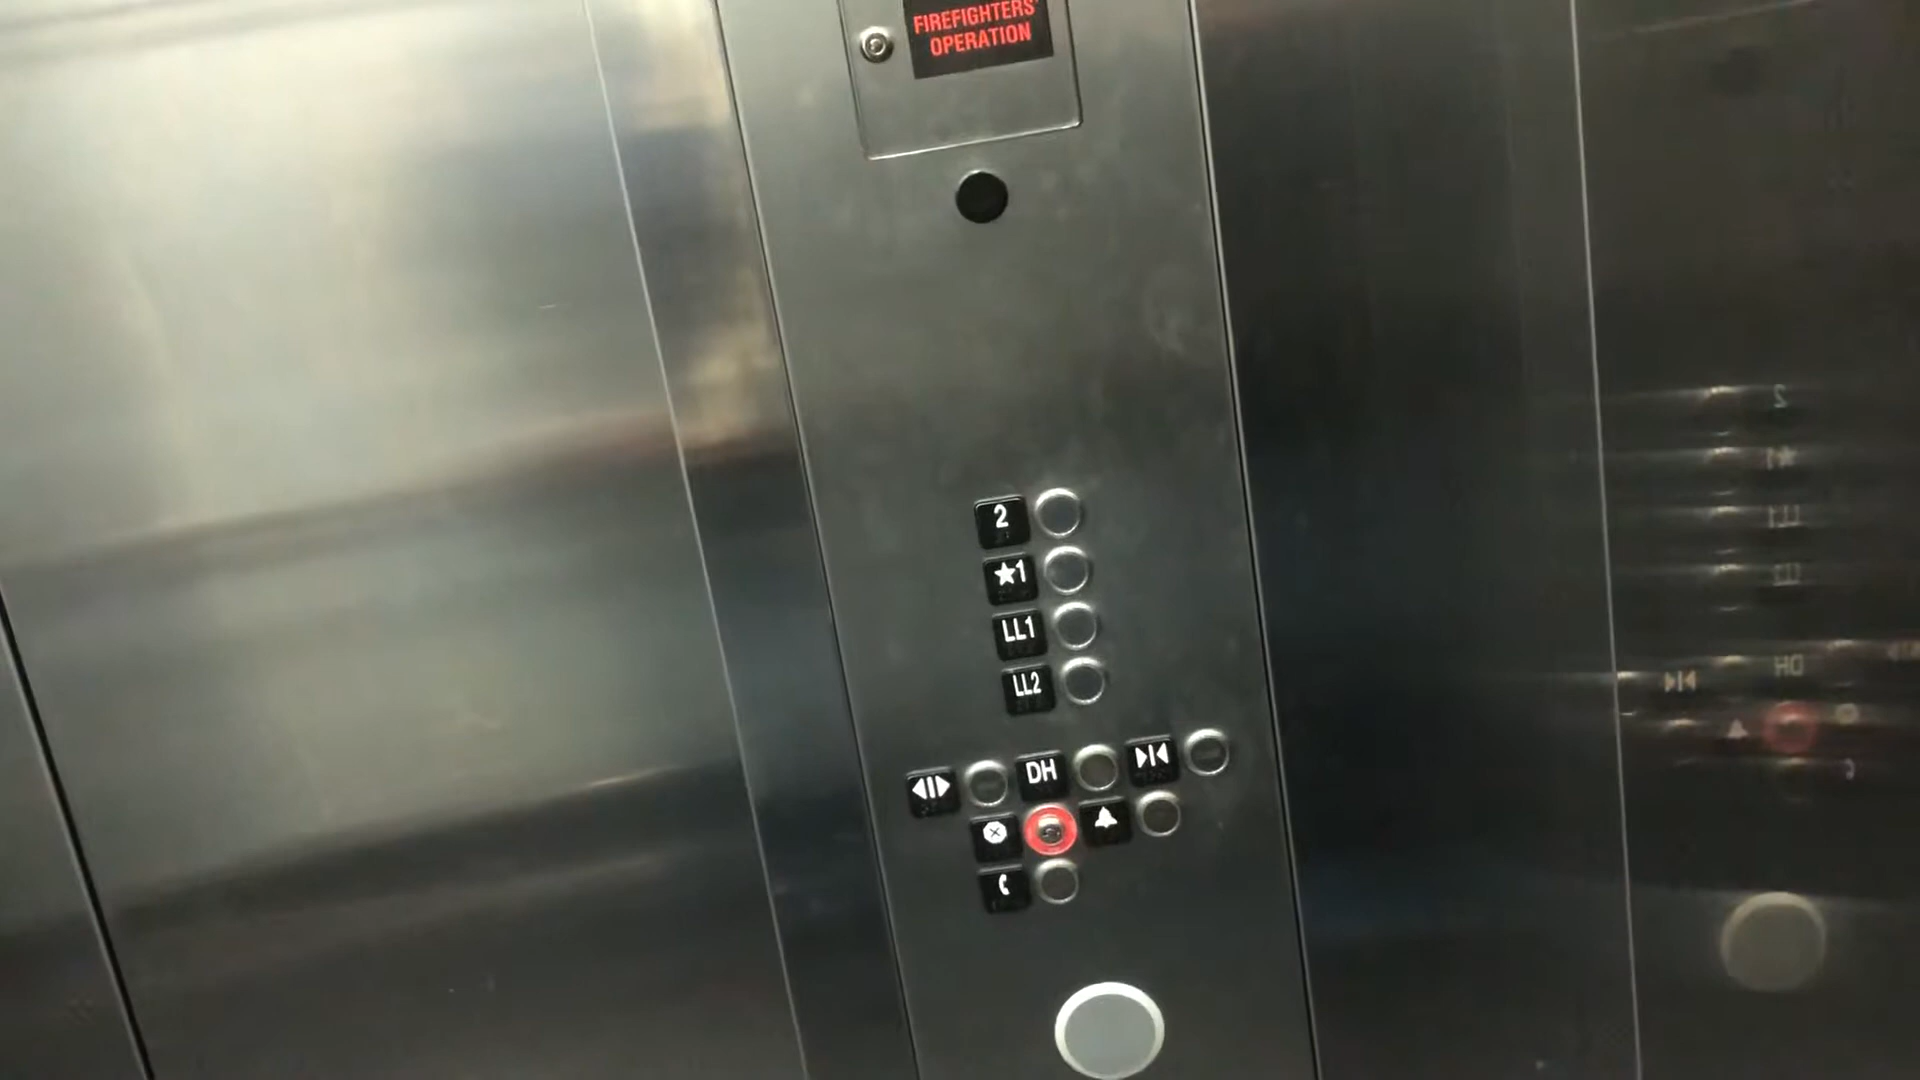 FIREFIGHTERS'
OPERATION
2
★1
LL1
LL2
DH